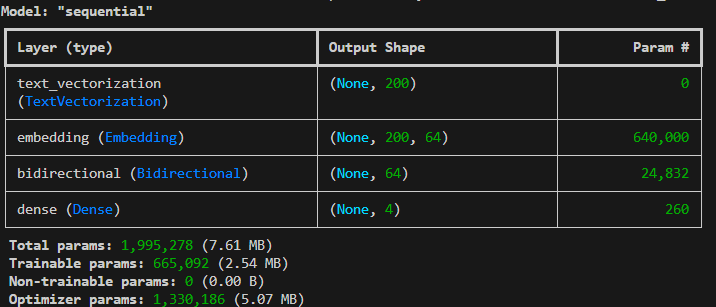 Model: "sequential"
Layer (type) Output Shape Param #
text_vectorization (None, 200) 0
(TextVectorization)
embedding (Embedding) (None, 200, 64) 640,000
bidirectional (Bidirectional) (None, 64) 24,832
dense (Dense) (None, 4) 260
Total params: 1,995,278 (7.61 MB)
Trainable params: 665,092 (2.54 MB)
Non-trainable params: 0 (0.00 B)
Optimizer params: 1,330,186 (5.07 MB)